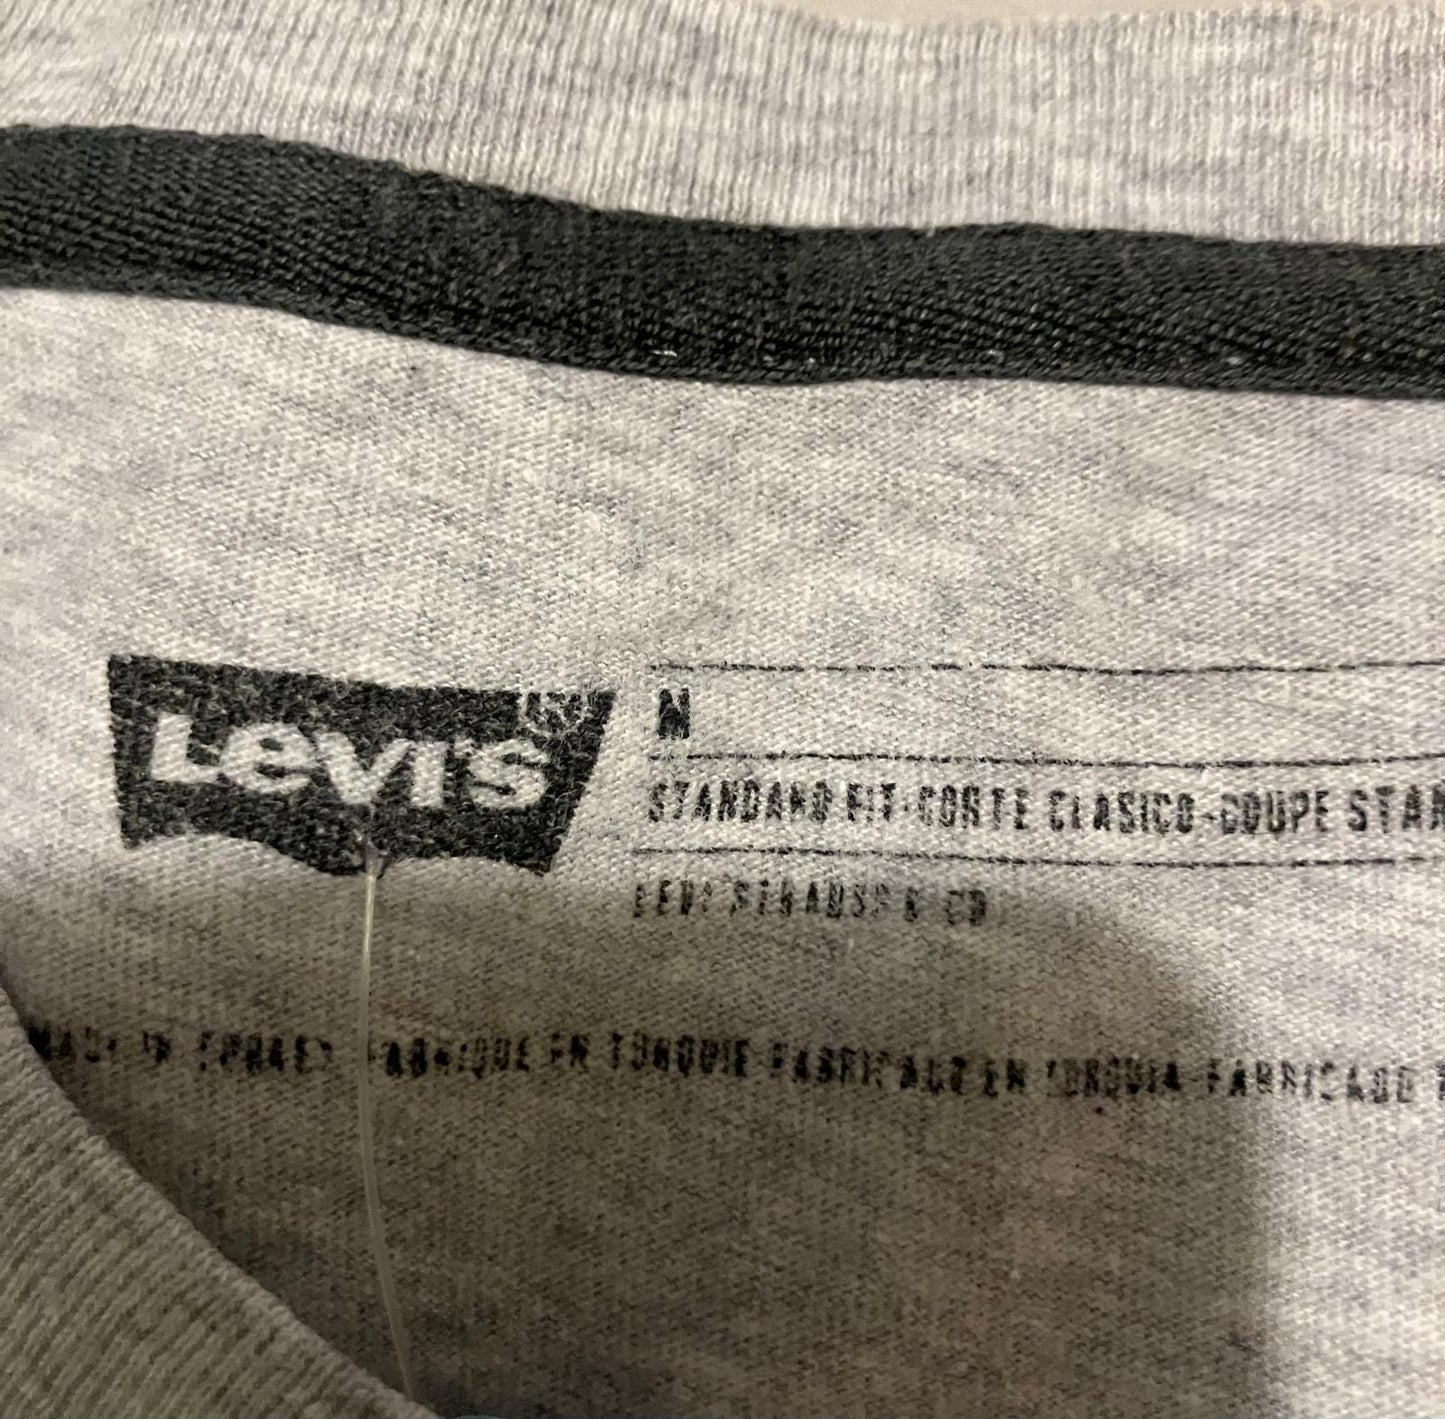 Levi's ®
M
STANDARD FIT-CORTE CLASICO-COUPE STAN
LEVI STRAUSS & CO
MADE IN FABRIQUE EN TURQUIE-FABRICADO EN TURQUIA-FABRICADO